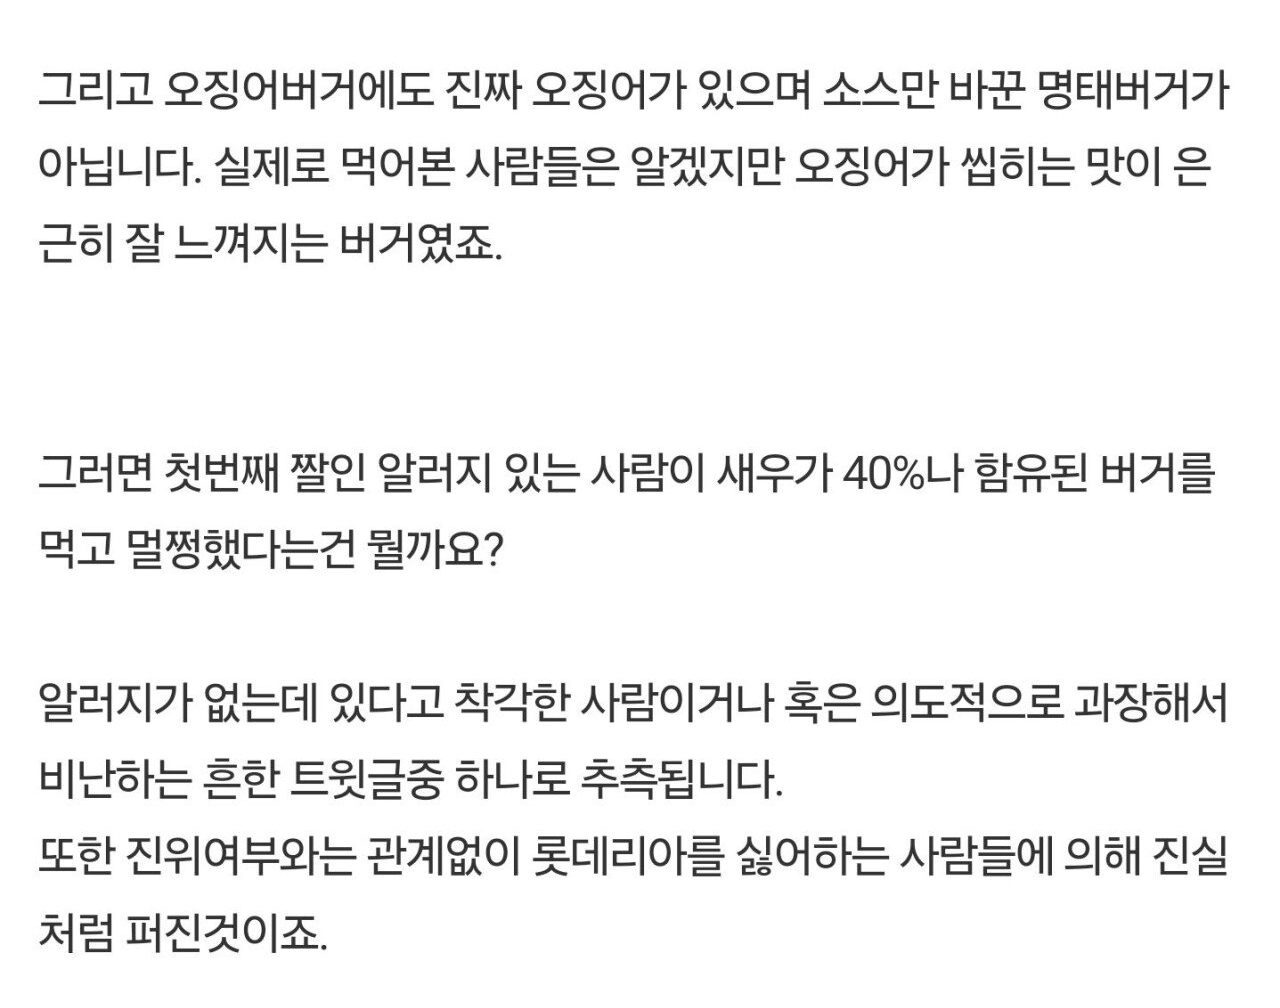 그리고 오징어버거에도 진짜 오징어가 있으며 소스만 바꾼 명태버거가
아닙니다. 실제로 먹어본 사람들은 알겠지만 오징어가 씹히는 맛이 은
근히 잘 느껴지는 버거였죠.
그러면 첫번째 짤인 알러지 있는 사람이 새우가 40%나 함유된 버거를
먹고 멀쩡했다는건 뭘까요?
알러지가 없는데 있다고 착각한 사람이거나 혹은 의도적으로 과장해서
비난하는 흔한 트윗글중 하나로 추측됩니다.
또한 진위여부와는 관계없이 롯데리아를 싫어하는 사람들에 의해 진실
처럼 퍼진것이죠.